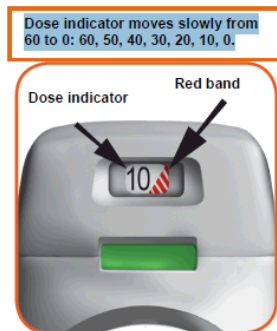 Dose indicator moves slowly from
60 to 0: 60, 50, 40, 30, 20, 10, 0.
Red band
Dose indicator
10